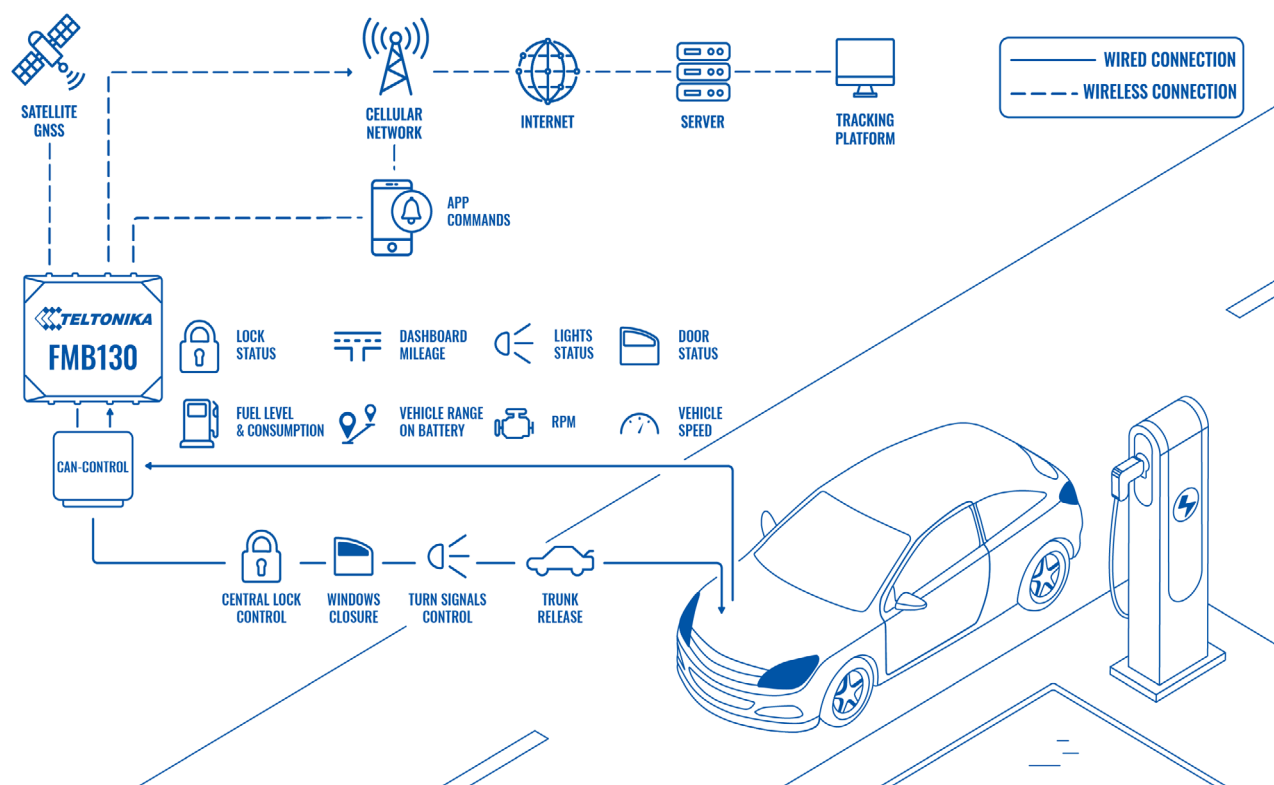 SATELLITE
GNSS
CELLULAR
NETWORK
INTERNET
SERVER
TRACKING
PLATFORM
WIRED CONNECTION
WIRELESS CONNECTION
APP
COMMANDS
TELTONIKA
FMB130
LOCK
STATUS
DASHBOARD
MILEAGE
LIGHTS
STATUS
DOOR
STATUS
FUEL LEVEL
& CONSUMPTION
VEHICLE RANGE
ON BATTERY
RPM
VEHICLE
SPEED
CAN-CONTROL
CENTRAL LOCK
CONTROL
WINDOWS
CLOSURE
TURN SIGNALS
CONTROL
TRUNK
RELEASE